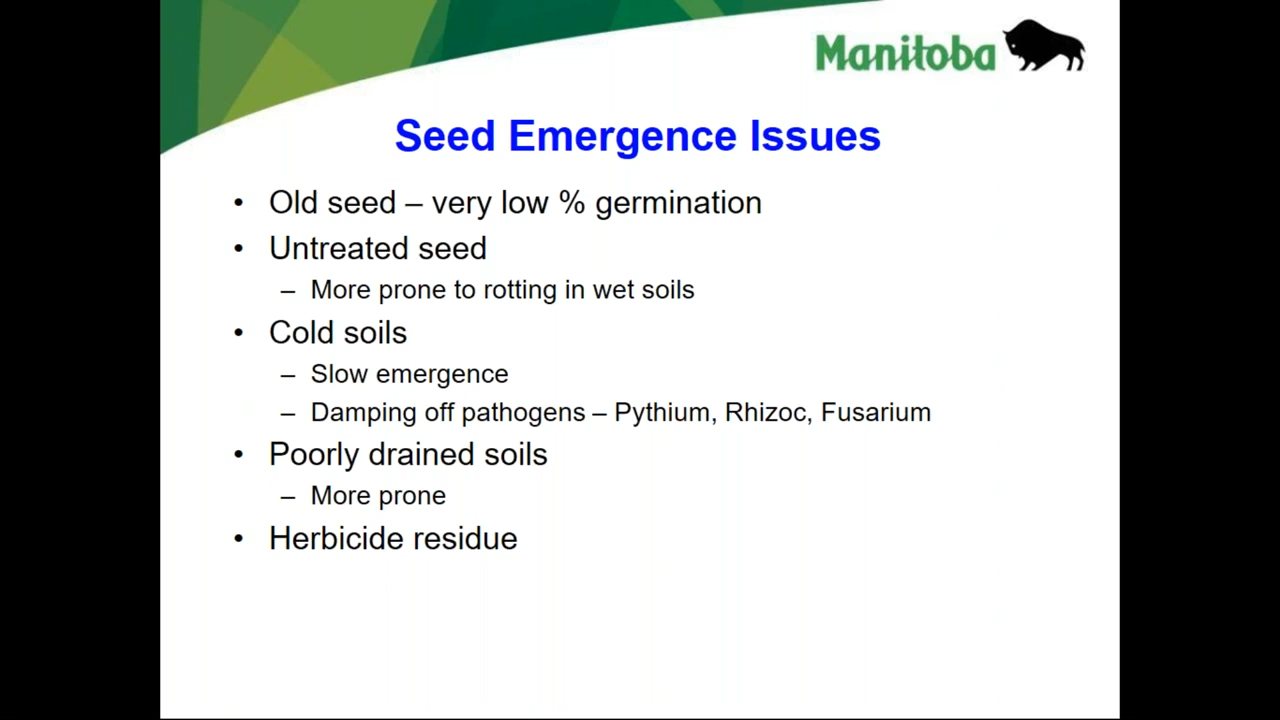 Manitoba
Seed Emergence Issues
• Old seed – very low % germination
• Untreated seed
– More prone to rotting in wet soils
• Cold soils
– Slow emergence
– Damping off pathogens – Pythium, Rhizoc, Fusarium
• Poorly drained soils
– More prone
• Herbicide residue